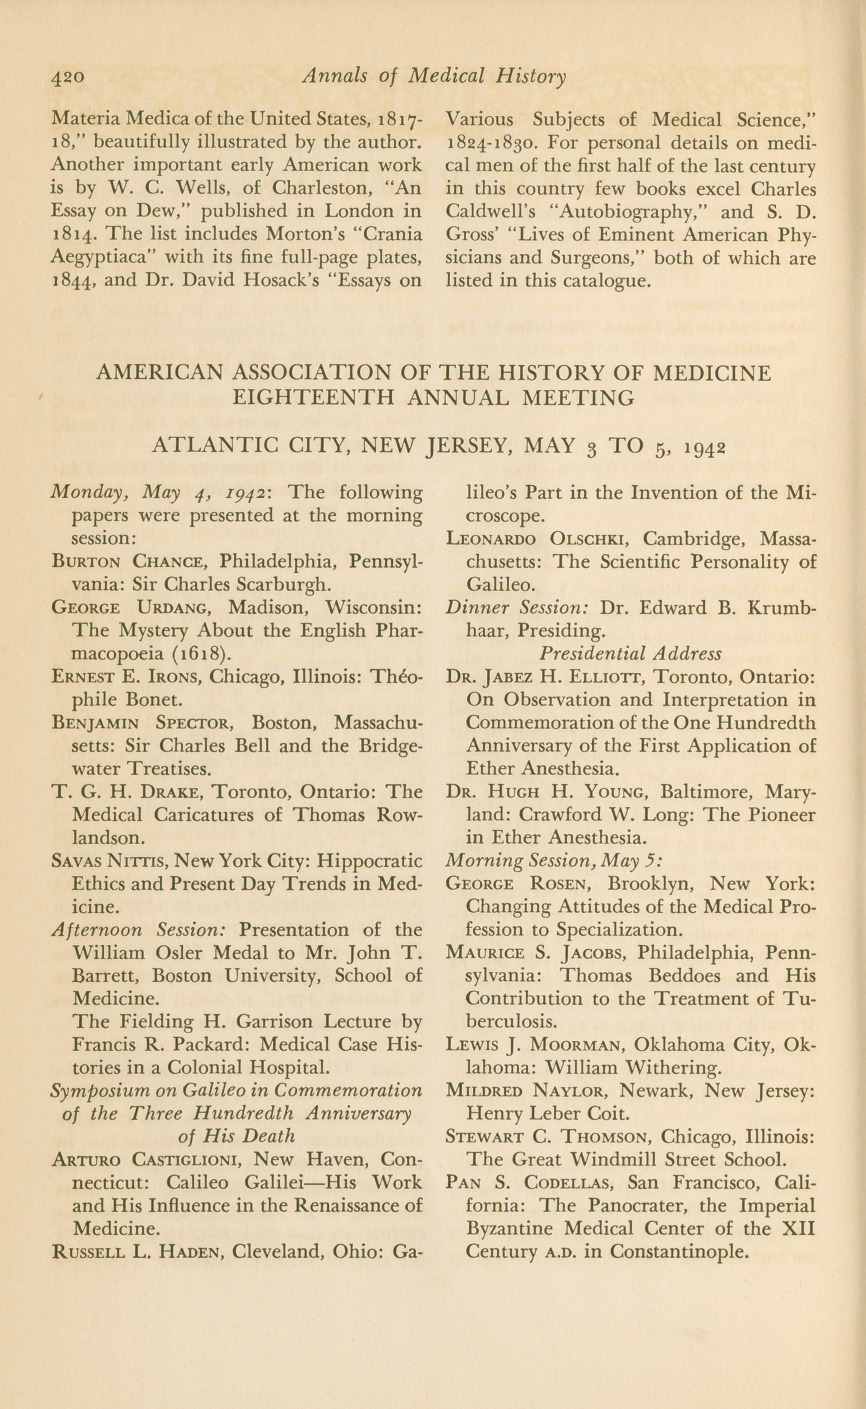 420
Annals of Medical History
Materia Medica of the United States, 1817-
18,” beautifully illustrated by the author.
Another important early American work
is by W. C. Wells, of Charleston, “An
Essay on Dew,” published in London in
1814. The list includes Morton’s “Crania
Aegyptiaca” with its fine full-page plates,
1844, and Dr. David Hosack’s “Essays on
Various Subjects of Medical Science,”
1824-1830. For personal details on medi-
cal men of the first half of the last century
in this country few books excel Charles
Caldwell’s “Autobiography,” and S. D.
Gross’ “Lives of Eminent American Phy-
sicians and Surgeons,” both of which are
listed in this catalogue.
AMERICAN ASSOCIATION OF THE HISTORY OF MEDICINE
EIGHTEENTH ANNUAL MEETING
ATLANTIC CITY, NEW JERSEY, MAY 3 TO 5, 1942
Monday, May 4, 1942: The following
papers were presented at the morning
session:
BURTON CHANCE, Philadelphia, Pennsyl-
vania: Sir Charles Scarburgh.
GEORGE URDANG, Madison, Wisconsin:
The Mystery About the English Phar-
macopoeia (1618).
ERNEST E. IRONS, Chicago, Illinois: Théo-
phile Bonet.
BENJAMIN SPECTOR, Boston, Massachu-
setts: Sir Charles Bell and the Bridge-
water Treatises.
T. G. H. DRAKE, Toronto, Ontario: The
Medical Caricatures of Thomas Row-
landson.
SAVAS NITTIS, New York City: Hippocratic
Ethics and Present Day Trends in Med-
icine.
Afternoon Session: Presentation of the
William Osler Medal to Mr. John T.
Barrett, Boston University, School of
Medicine.
The Fielding H. Garrison Lecture by
Francis R. Packard: Medical Case His-
tories in a Colonial Hospital.
Symposium on Galileo in Commemoration
of the Three Hundredth Anniversary
of His Death
ARTURO CASTIGLIONI, New Haven, Con-
necticut: Calileo Galilei—His Work
and His Influence in the Renaissance of
Medicine.
RUSSELL L. HADEN, Cleveland, Ohio: Ga-
lileo’s Part in the Invention of the Mi-
croscope.
LEONARDO OLSCHKI, Cambridge, Massa-
chusetts: The Scientific Personality of
Galileo.
Dinner Session: Dr. Edward B. Krumb-
haar, Presiding.
Presidential Address
DR. JABEZ H. ELLIOTT, Toronto, Ontario:
On Observation and Interpretation in
Commemoration of the One Hundredth
Anniversary of the First Application of
Ether Anesthesia.
DR. HUGH H. YOUNG, Baltimore, Mary-
land: Crawford W. Long: The Pioneer
in Ether Anesthesia.
Morning Session, May 5:
GEORGE ROSEN, Brooklyn, New York:
Changing Attitudes of the Medical Pro-
fession to Specialization.
MAURICE S. JACOBS, Philadelphia, Penn-
sylvania: Thomas Beddoes and His
Contribution to the Treatment of Tu-
berculosis.
LEWIS J. MOORMAN, Oklahoma City, Ok-
lahoma: William Withering.
MILDRED NAYLOR, Newark, New Jersey:
Henry Leber Coit.
STEWART C. THOMSON, Chicago, Illinois:
The Great Windmill Street School.
PAN S. CODELLAS, San Francisco, Cali-
fornia: The Panocrater, the Imperial
Byzantine Medical Center of the XII
Century A.D. in Constantinople.